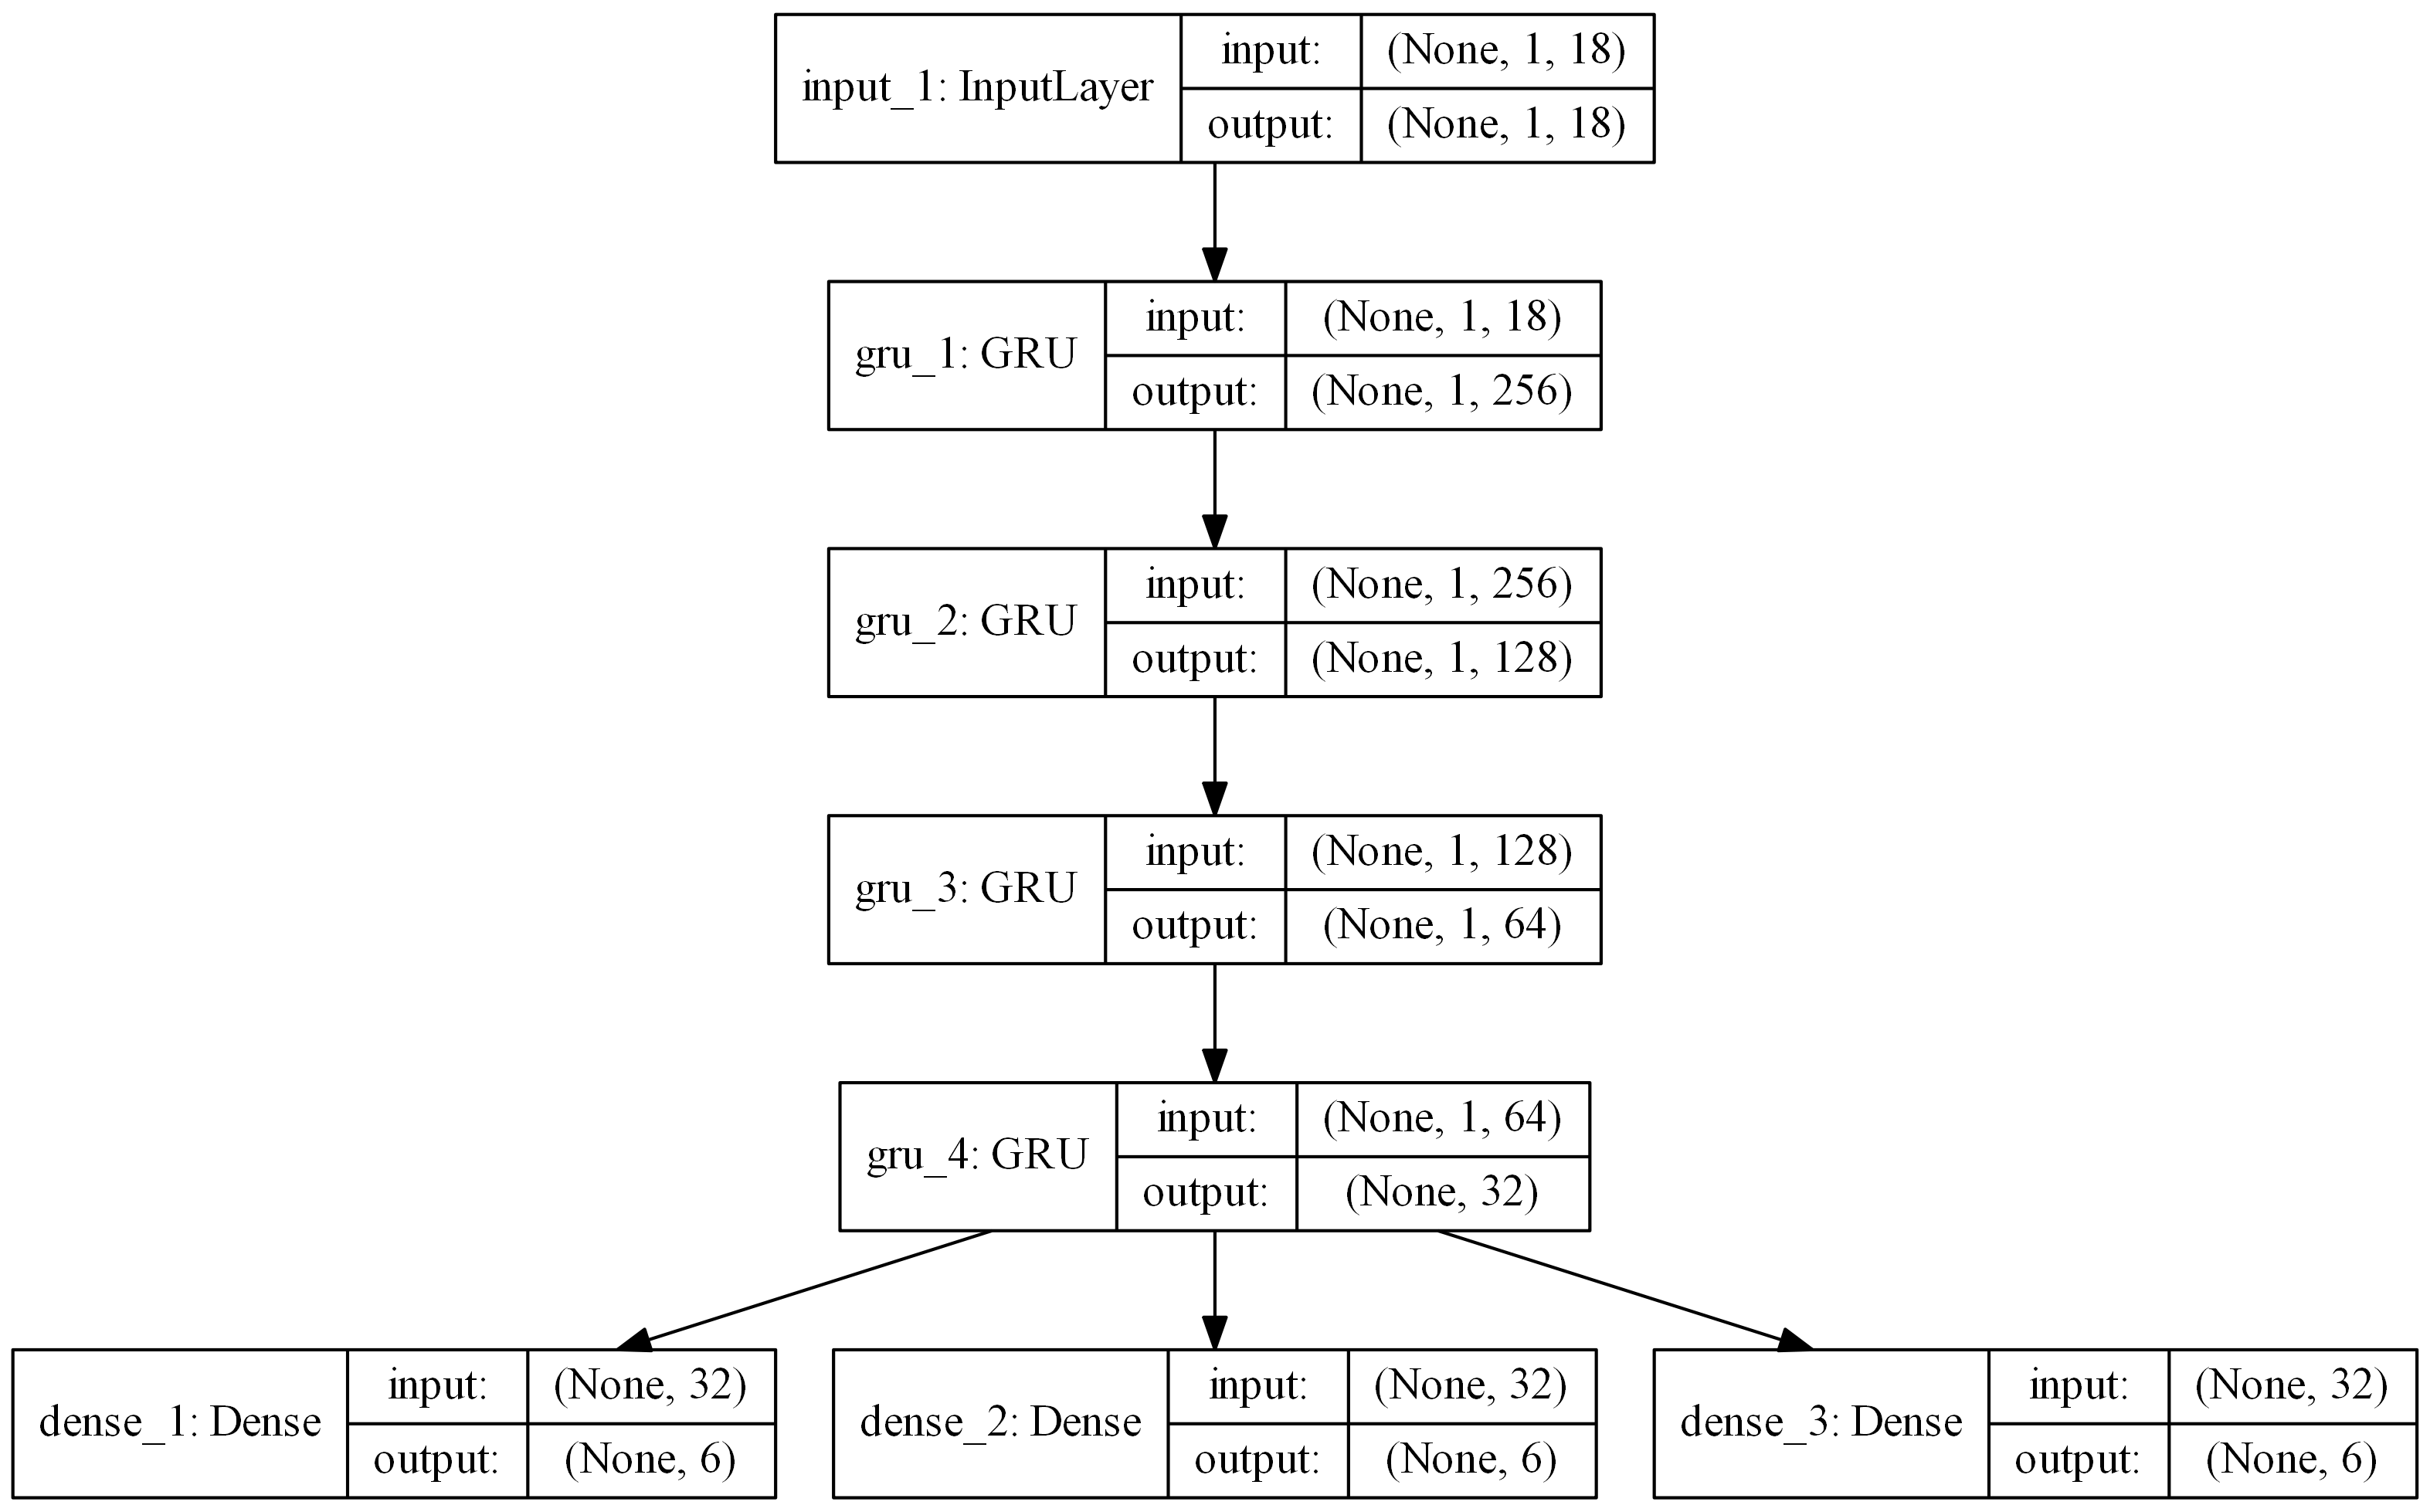 input_1: InputLayer
input: (None, 1, 18)
output: (None, 1, 18)
gru_1: GRU
input: (None, 1, 18)
output: (None, 1, 256)
gru_2: GRU
input: (None, 1, 256)
output: (None, 1, 128)
gru_3: GRU
input: (None, 1, 128)
output: (None, 1, 64)
gru_4: GRU
input: (None, 1, 64)
output: (None, 32)
dense_1: Dense
input: (None, 32)
output: (None, 6)
dense_2: Dense
input: (None, 32)
output: (None, 6)
dense_3: Dense
input: (None, 32)
output: (None, 6)